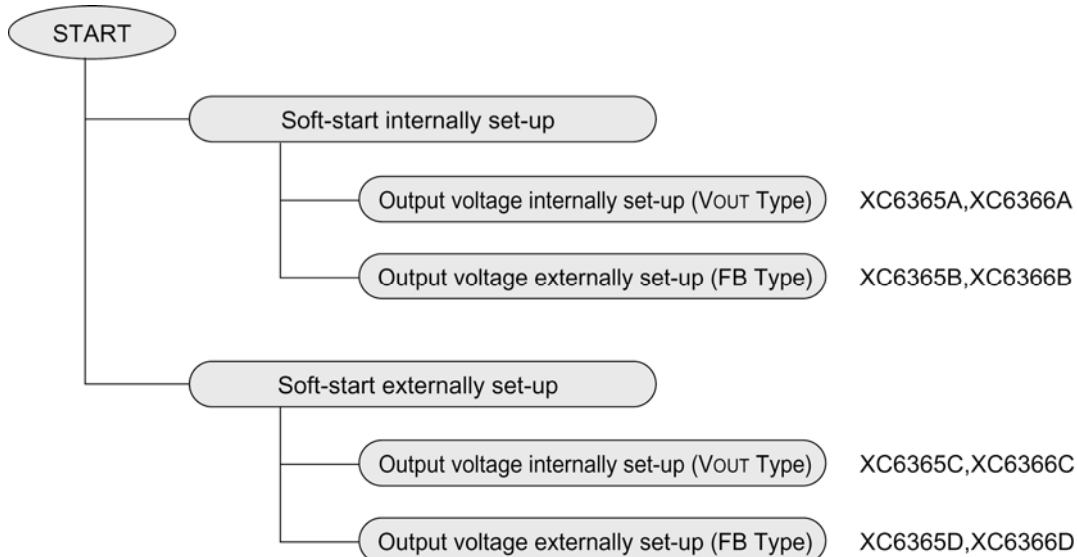 START
Soft-start internally set-up
Output voltage internally set-up (VOUT Type) XC6365A,XC6366A
Output voltage externally set-up (FB Type) XC6365B,XC6366B
Soft-start externally set-up
Output voltage internally set-up (VOUT Type) XC6365C,XC6366C
Output voltage externally set-up (FB Type) XC6365D,XC6366D